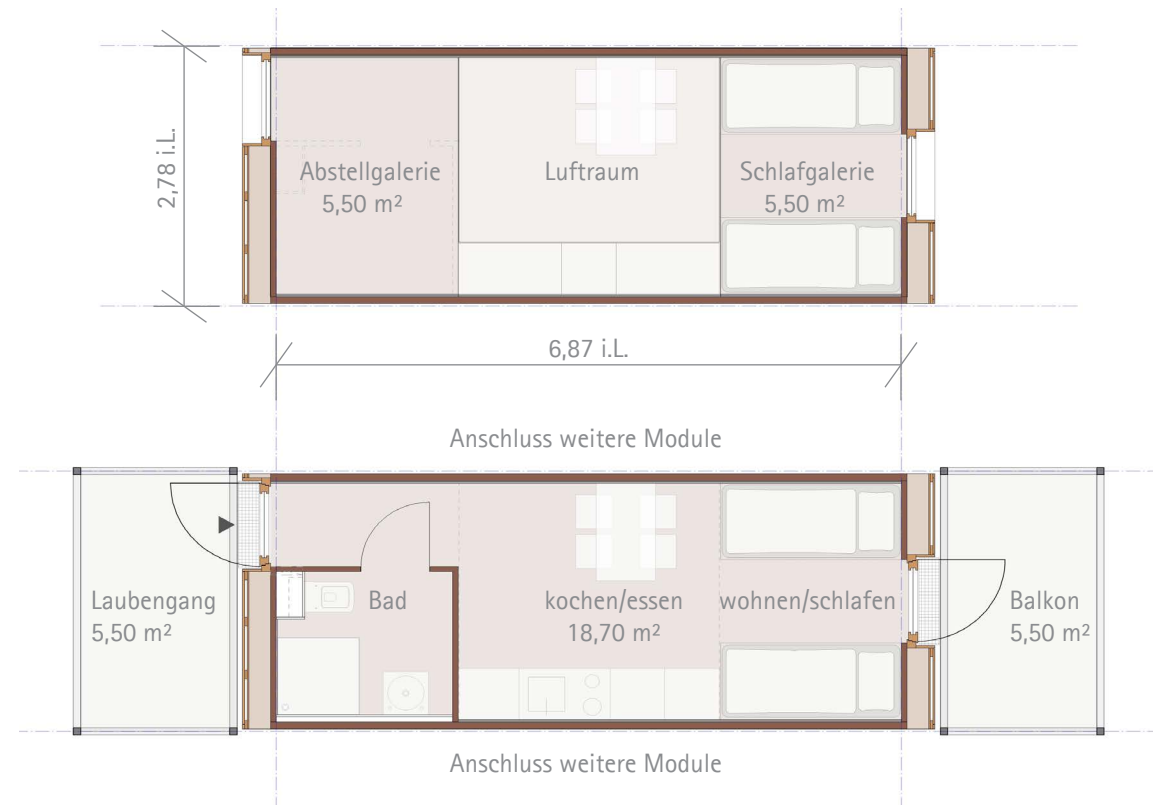 2,78 i.L.
Abstellgalerie
5,50 m²
Luftraum
Schlafgalerie
5,50 m²
6,87 i.L.
Anschluss weitere Module
Laubengang
5,50 m²
Bad
kochen/essen
18,70 m²
wohnen/schlafen
Balkon
5,50 m²
Anschluss weitere Module